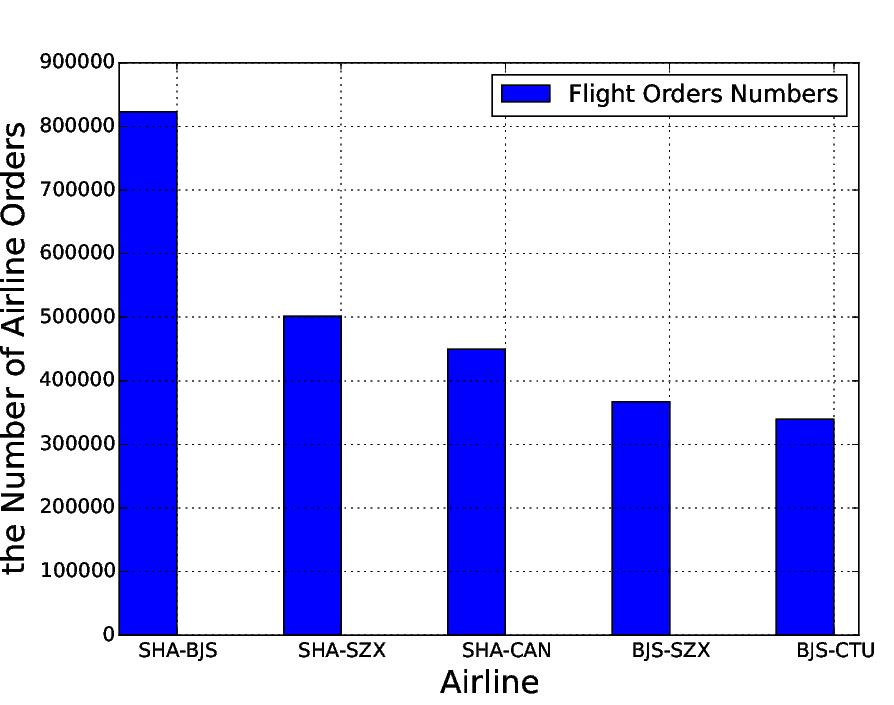 Flight Orders Numbers
the Number of Airline Orders
900000
800000
700000
600000
500000
400000
300000
200000
100000
0
SHA-BJS SHA-SZX SHA-CAN BJS-SZX BJS-CTU
Airline